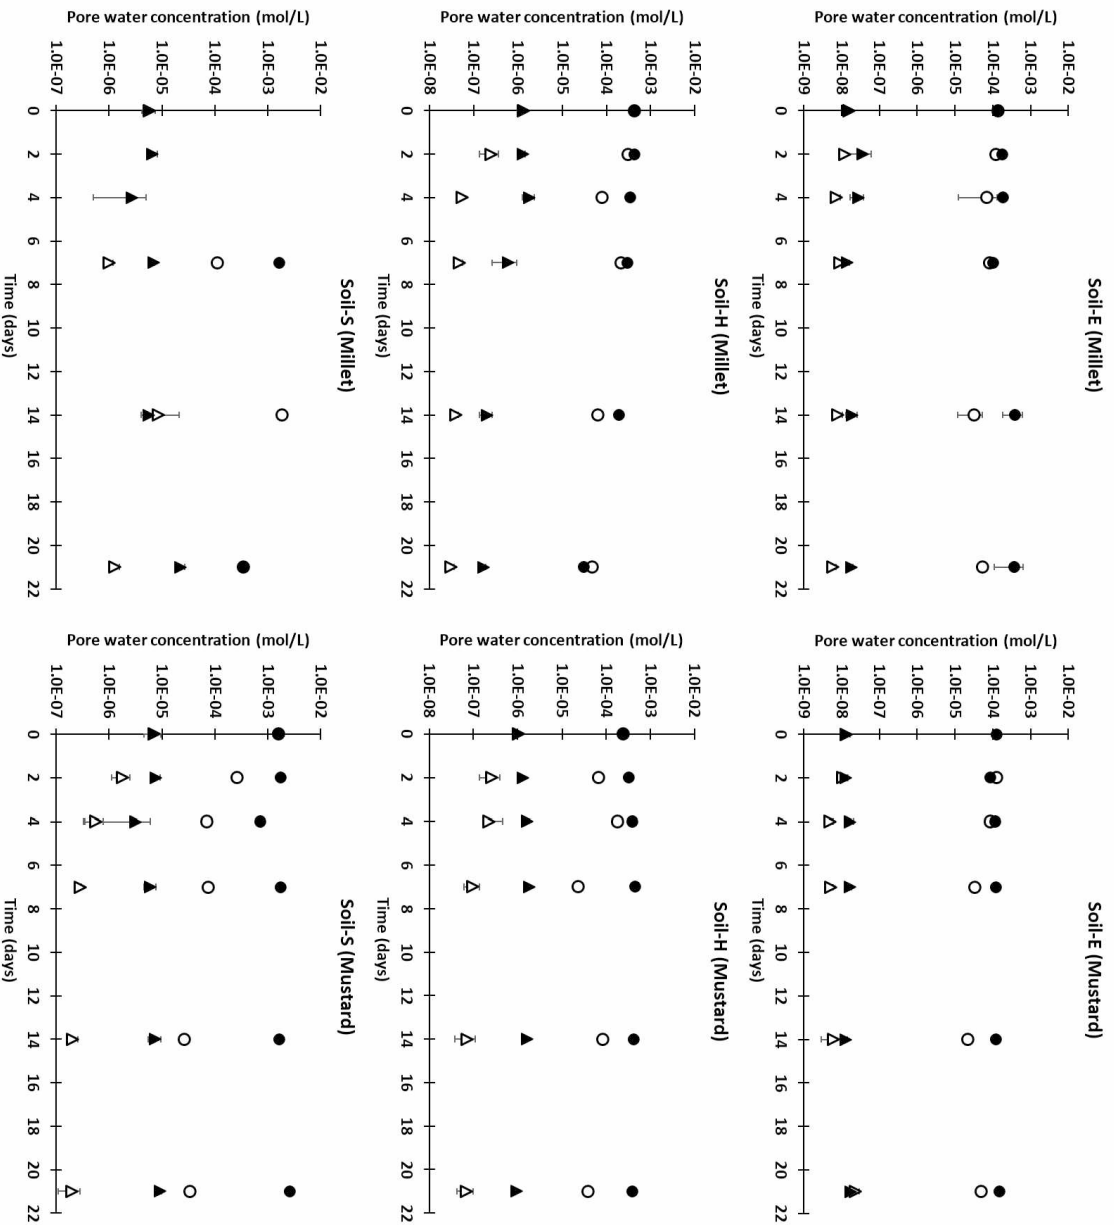 Soil-E (Millet)
Pore water concentration (mol/L)
1.0E-02
1.0E-04
1.0E-05
1.0E-07
1.0E-08
1.0E-09
0 2 4 6 8 10 12 14 16 18 20 22
Time (days)
Soil-E (Mustard)
Pore water concentration (mol/L)
1.0E-02
1.0E-04
1.0E-05
1.0E-07
1.0E-08
1.0E-09
0 2 4 6 8 10 12 14 16 18 20 22
Time (days)
Soil-H (Millet)
Pore water concentration (mol/L)
1.0E-02
1.0E-03
1.0E-04
1.0E-05
1.0E-06
1.0E-07
1.0E-08
0 2 4 6 8 10 12 14 16 18 20 22
Time (days)
Soil-H (Mustard)
Pore water concentration (mol/L)
1.0E-02
1.0E-03
1.0E-04
1.0E-05
1.0E-06
1.0E-07
1.0E-08
0 2 4 6 8 10 12 14 16 18 20 22
Time (days)
Soil-S (Millet)
Pore water concentration (mol/L)
1.0E-02
1.0E-03
1.0E-04
1.0E-05
1.0E-06
1.0E-07
0 2 4 6 8 10 12 14 16 18 20 22
Time (days)
Soil-S (Mustard)
Pore water concentration (mol/L)
1.0E-02
1.0E-03
1.0E-04
1.0E-05
1.0E-06
1.0E-07
0 2 4 6 8 10 12 14 16 18 20 22
Time (days)